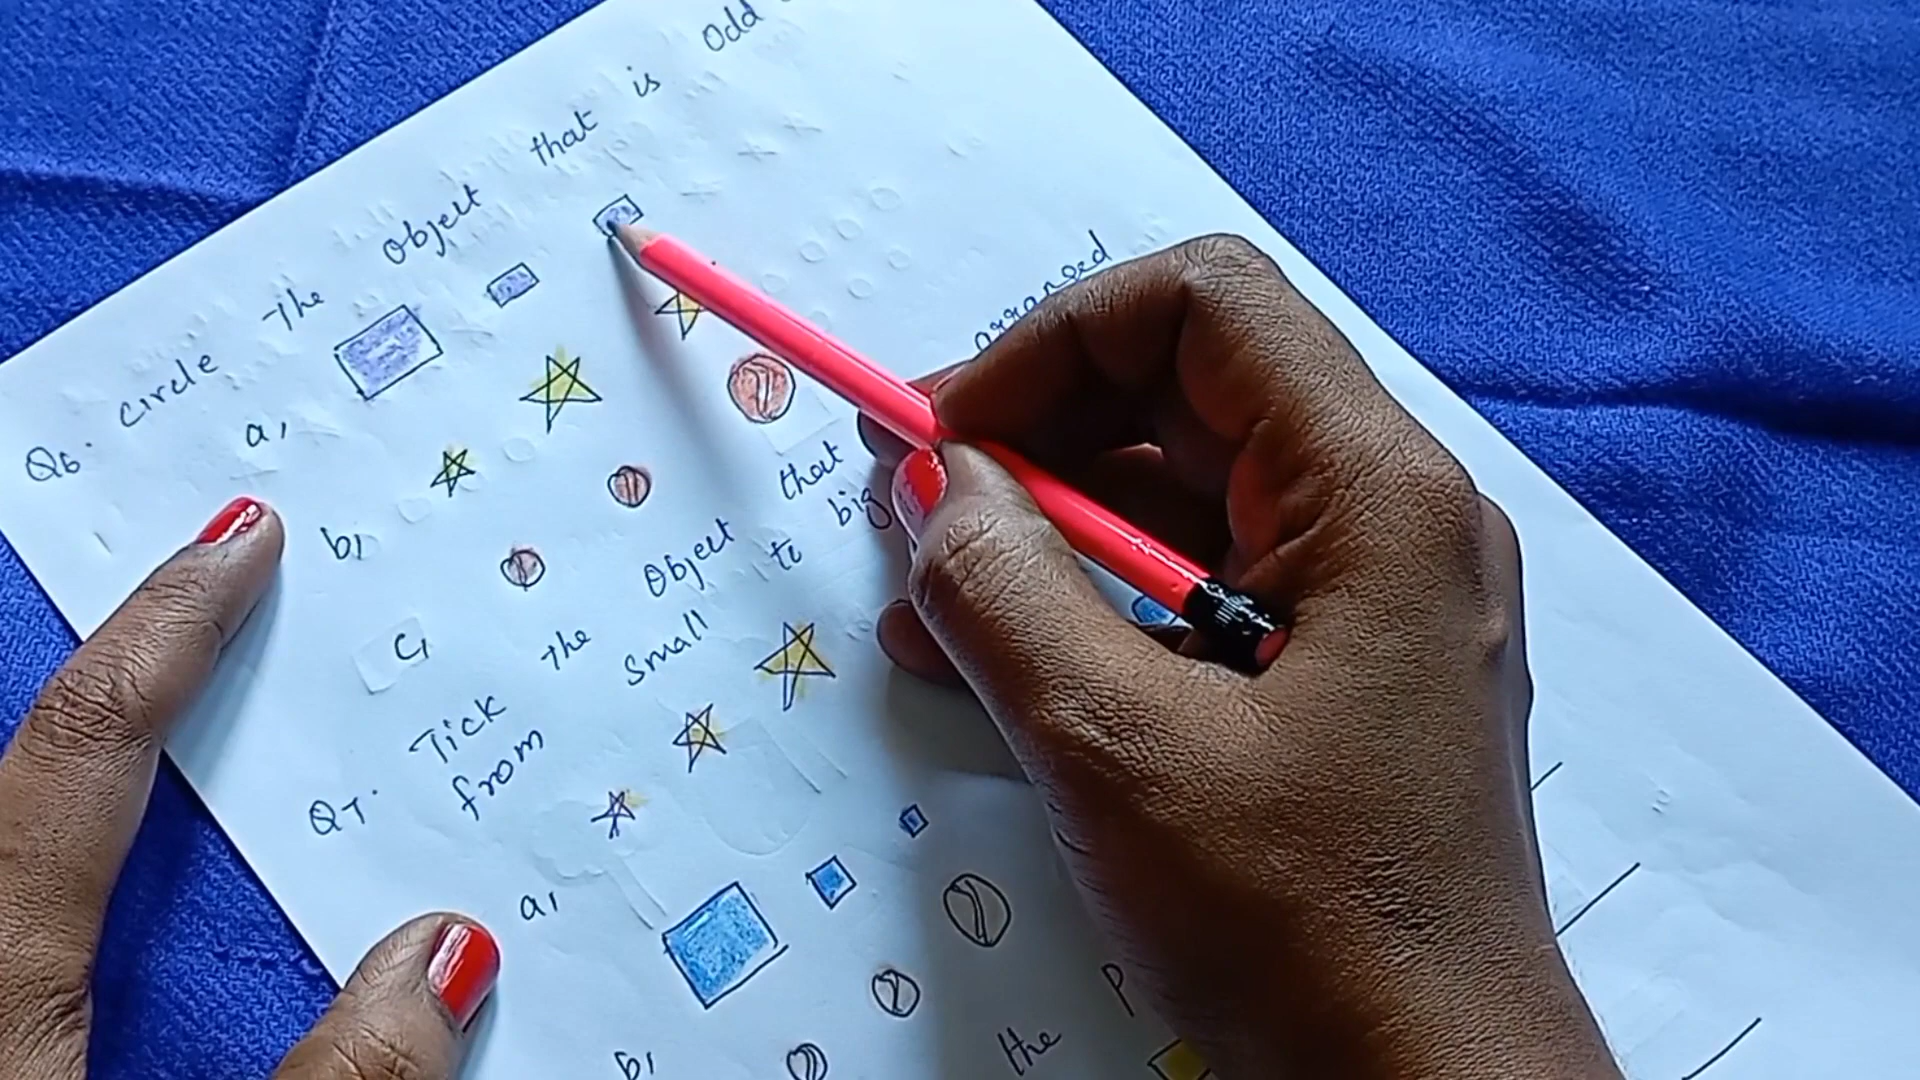 Q6. circle The Object that is Odd
a,
b,
c,
Q7. Tick the Object that arranged
from small to big
a,
b,
the P